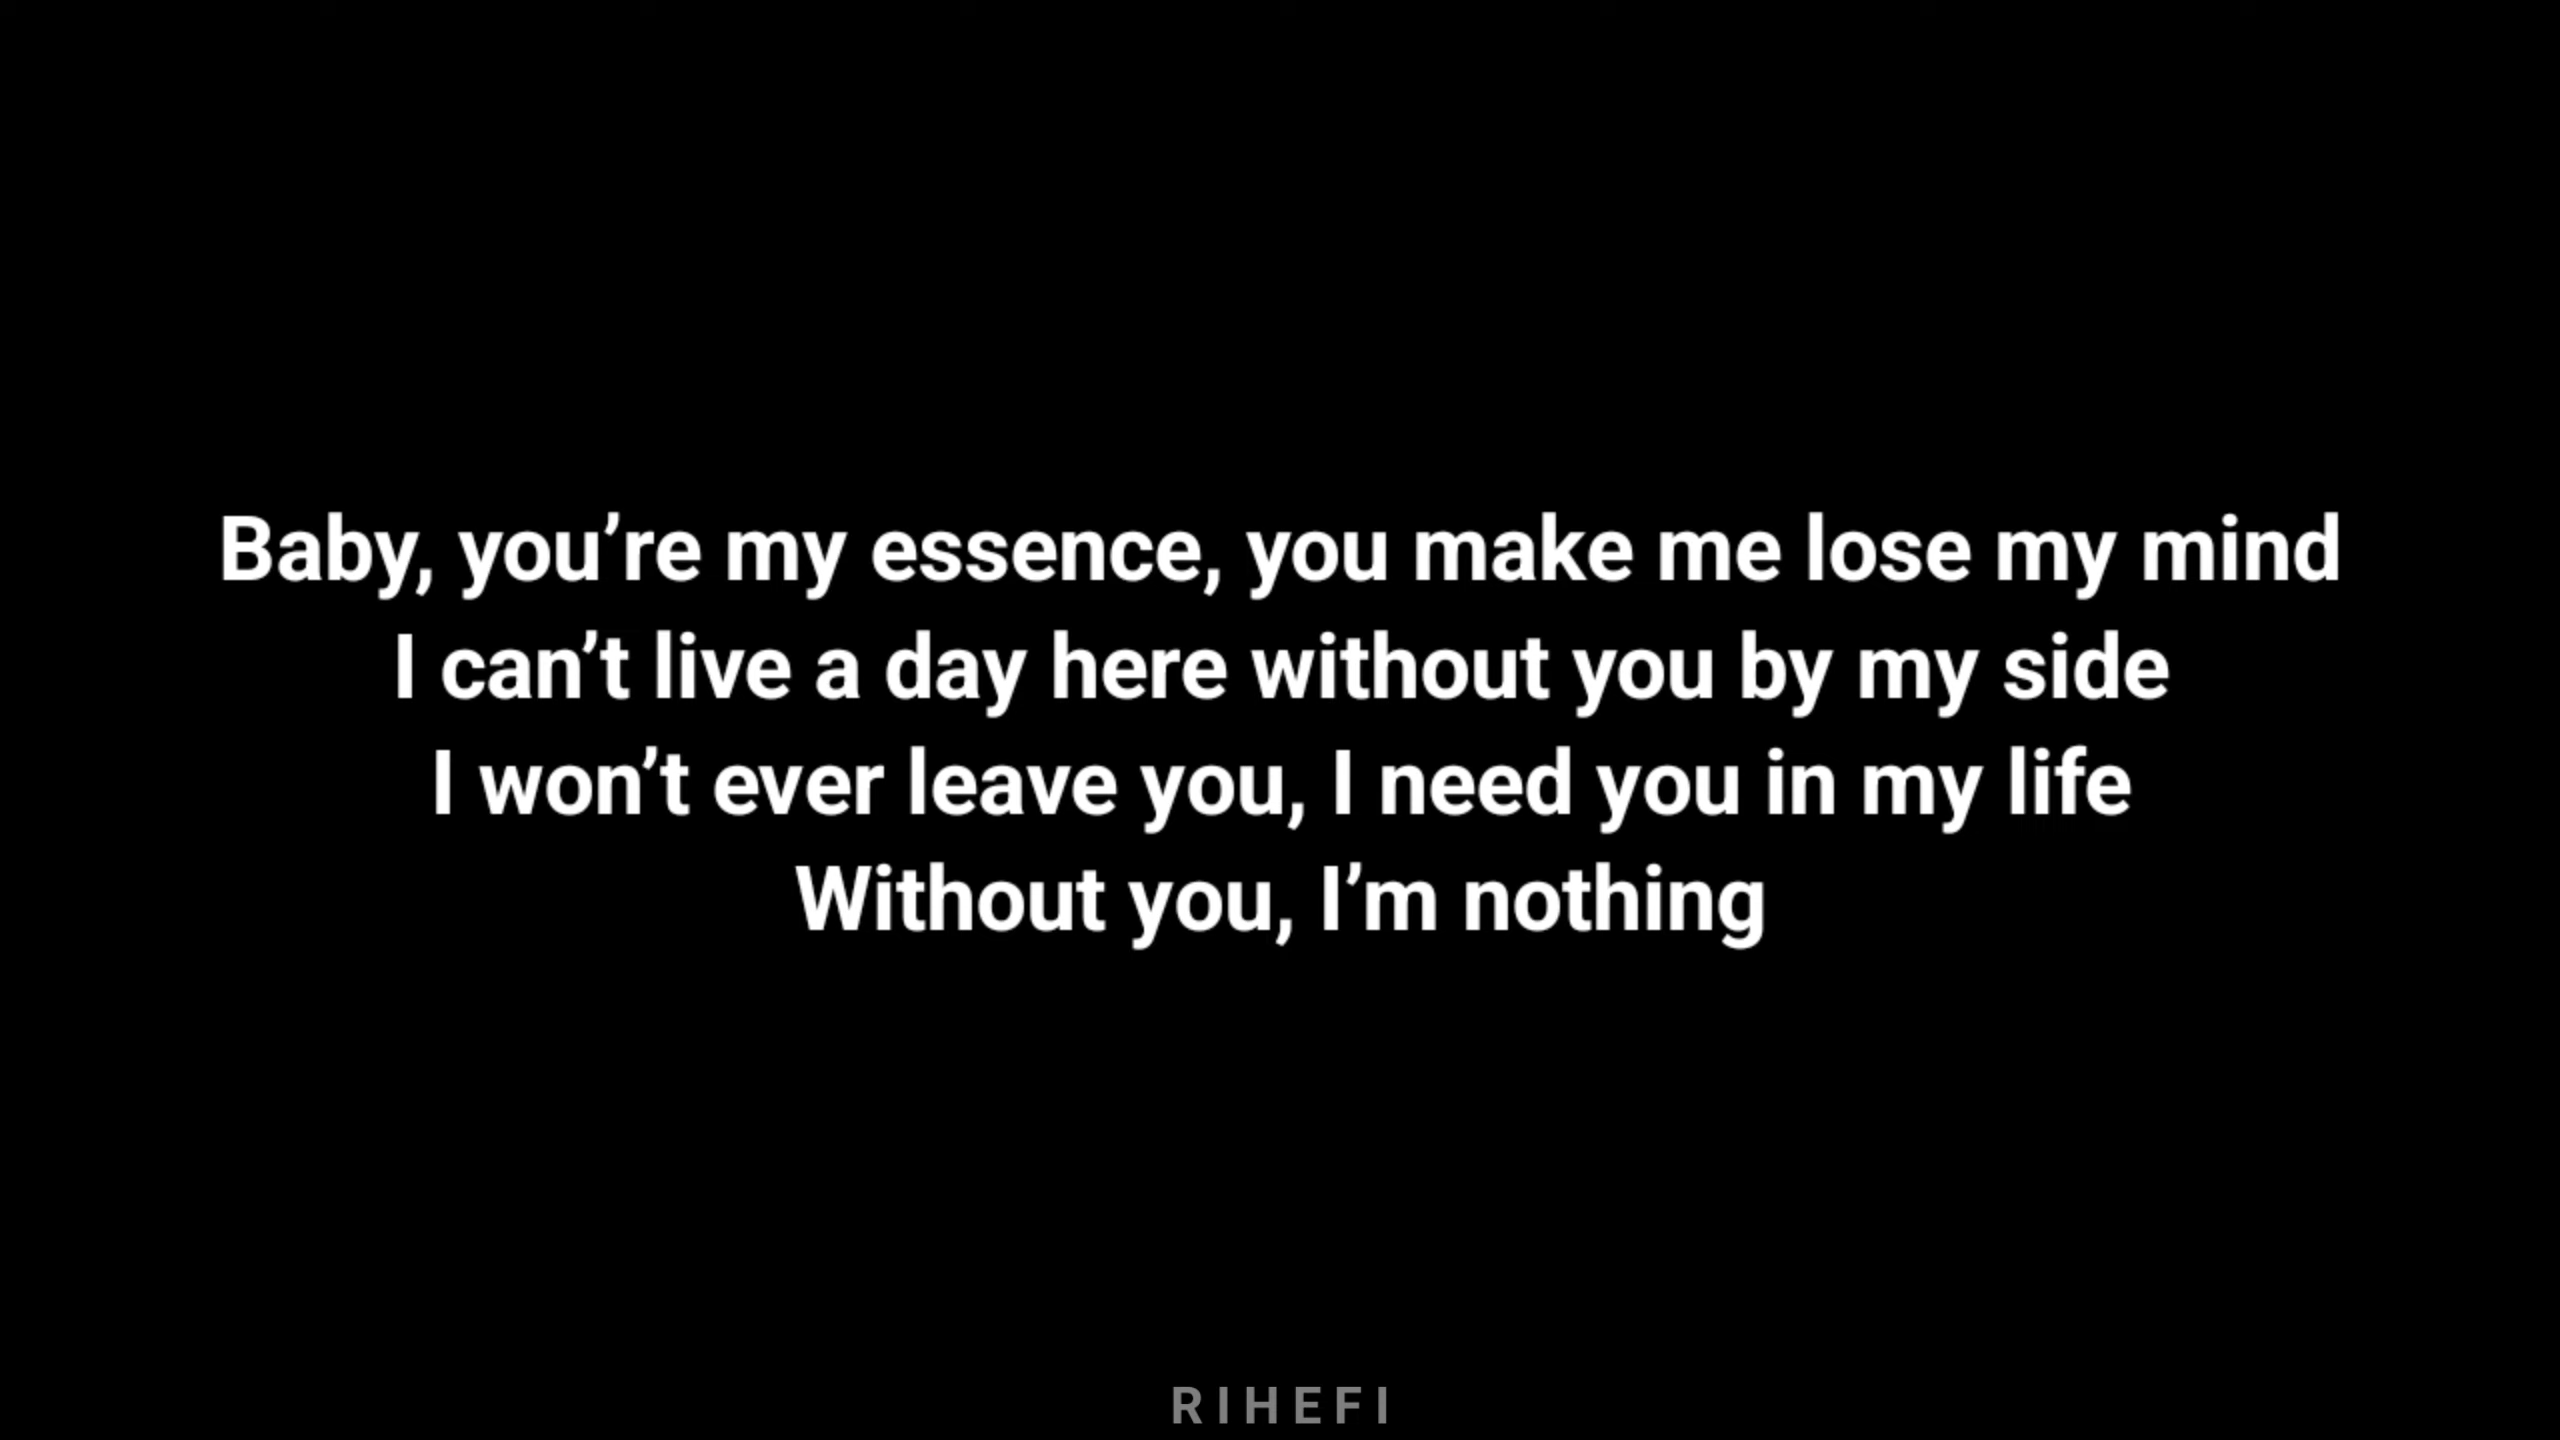 Baby, you’re my essence, you make me lose my mind
I can’t live a day here without you by my side
I won’t ever leave you, I need you in my life
Without you, I’m nothing
RIHEFI